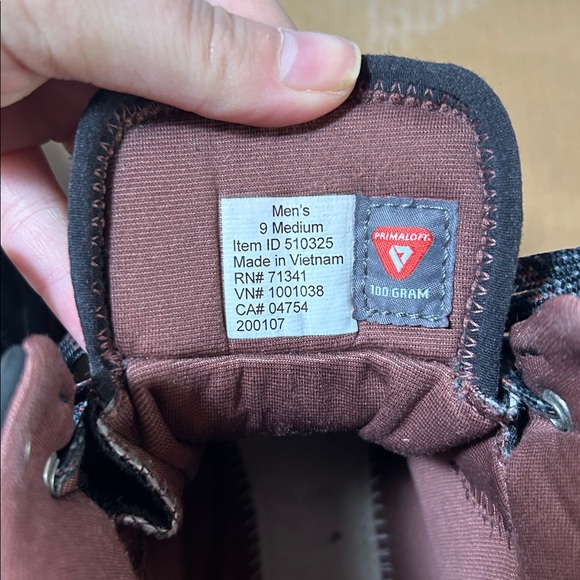 Men's
9 Medium
Item ID 510325
Made in Vietnam
RN# 71341
VN# 1001038
CA# 04754
200107
PRIMALOFT
100 GRAM